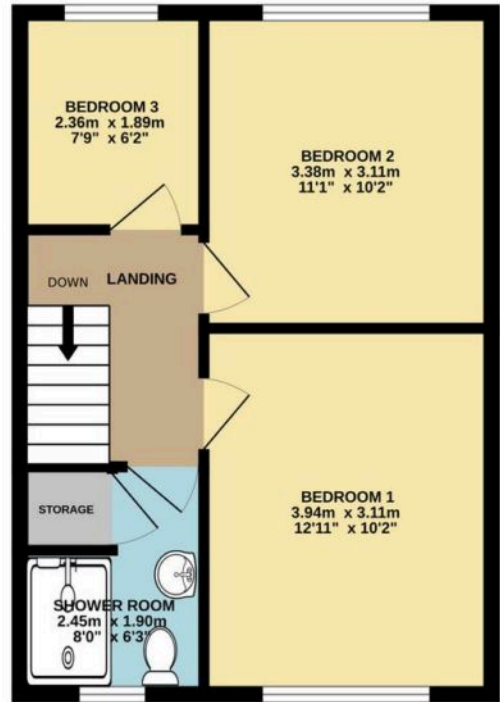 BEDROOM 3
2.36m x 1.89m
7'9" x 6'2"
BEDROOM 2
3.38m x 3.11m
11'1" x 10'2"
DOWN
LANDING
BEDROOM 1
3.94m x 3.11m
12'11" x 10'2"
STORAGE
SHOWER ROOM
2.45m x 1.90m
8'0" x 6'3"